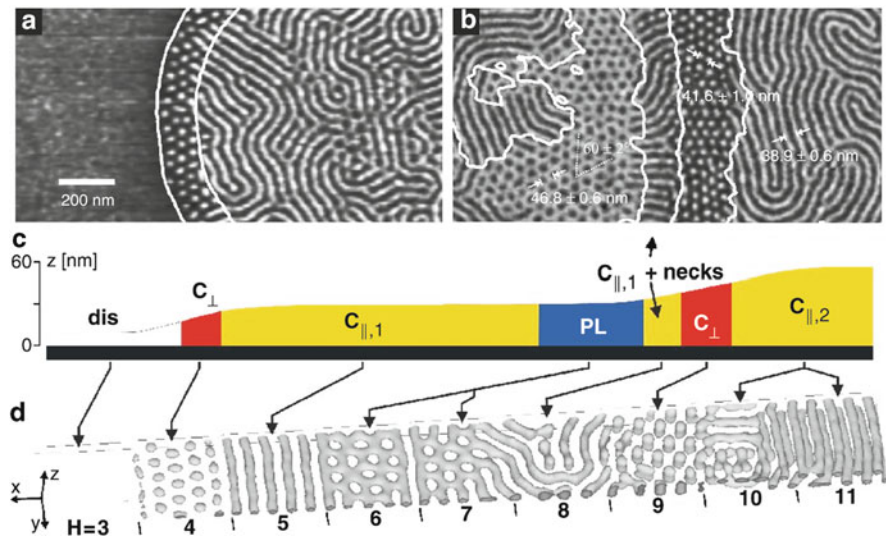 a
200 nm
b
41.6 ± 1.0 nm
38.9 ± 0.6 nm
60 ± 2°
46.8 ± 0.6 nm
c
60
z [nm]
0
dis
C⊥
C∥,1
PL
C∥,1 + necks
C⊥
C∥,2
d
x
z
y
H=3
4
5
6
7
8
9
10
11